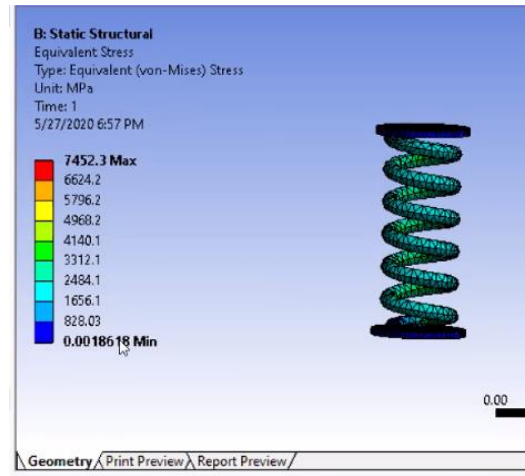 B: Static Structural
Equivalent Stress
Type: Equivalent (von-Mises) Stress
Unit: MPa
Time: 1
5/27/2020 6:57 PM
7452.3 Max
6624.2
5796.2
4968.2
4140.1
3312.1
2484.1
1656.1
828.03
0.0018618 Min
0.00
Geometry Print Preview Report Preview